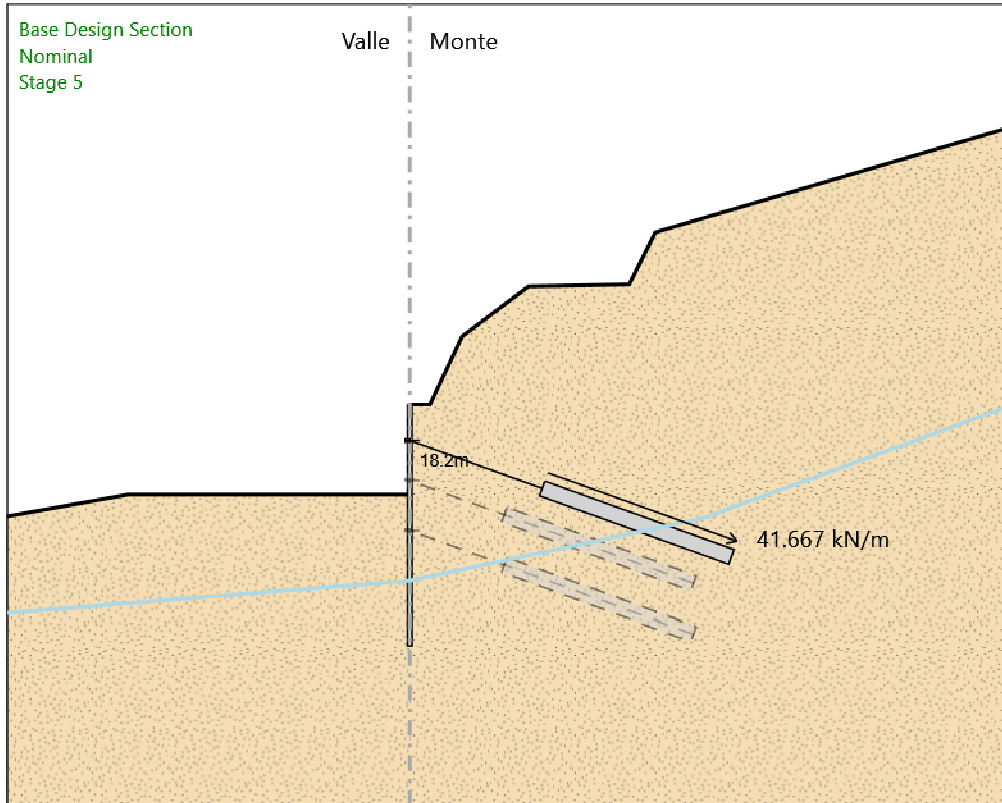 Base Design Section
Nominal
Stage 5
Valle
Monte
18.2m
41.667 kN/m